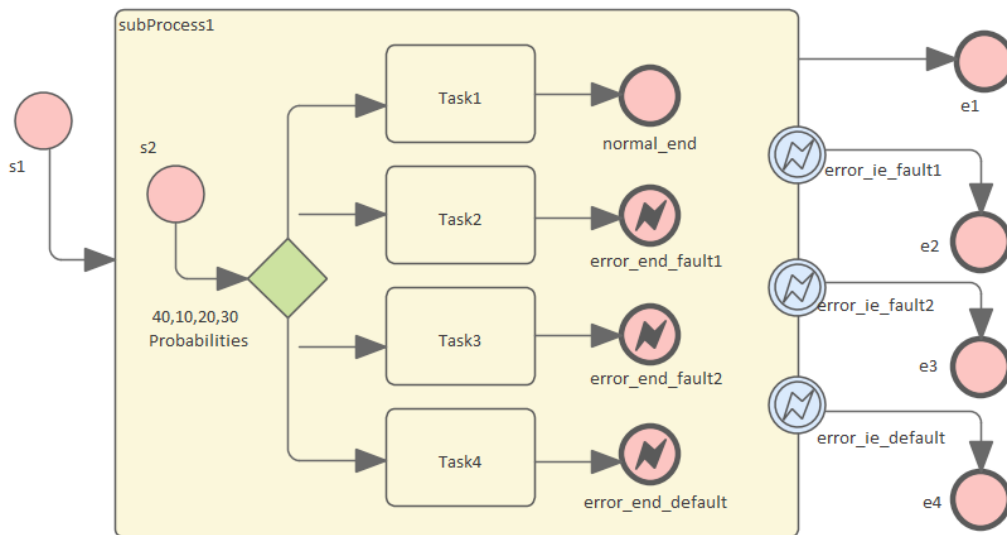 subProcess1
s1
s2
40,10,20,30
Probabilities
Task1
normal_end
Task2
error_end_fault1
Task3
error_end_fault2
Task4
error_end_default
e1
error_ie_fault1
e2
error_ie_fault2
e3
error_ie_default
e4